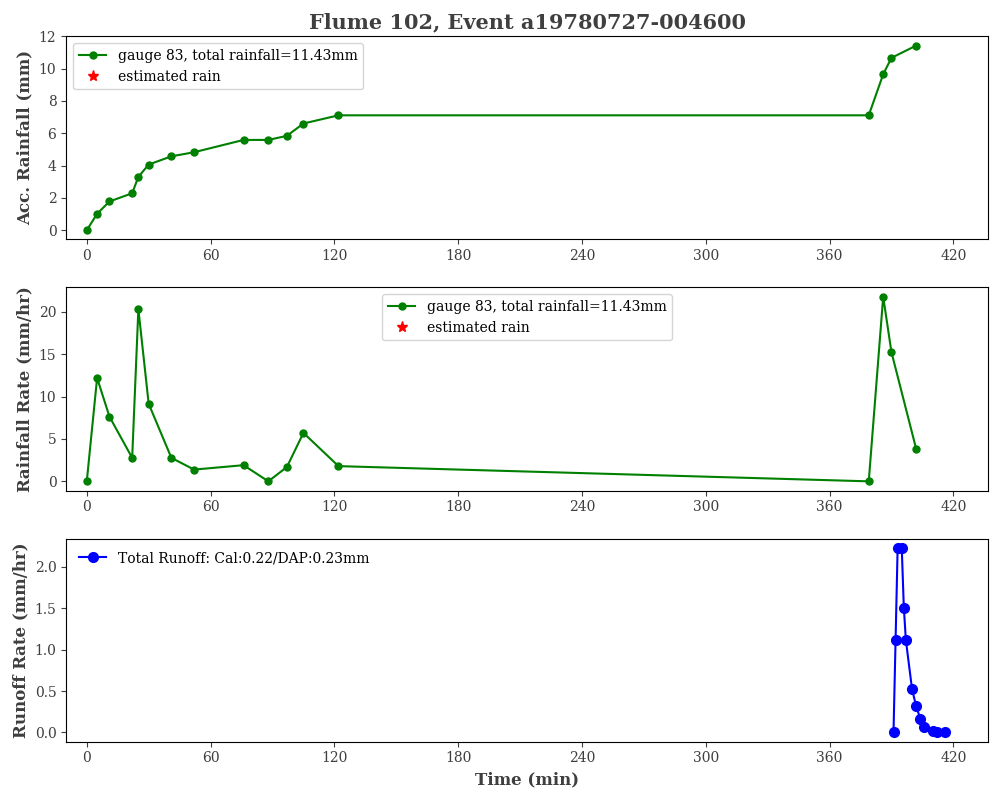 Flume 102, Event a19780727-004600
Acc. Rainfall (mm)
12
10
8
6
4
2
0
gauge 83, total rainfall=11.43mm
estimated rain
0 60 120 180 240 300 360 420
Rainfall Rate (mm/hr)
20
15
10
5
0
gauge 83, total rainfall=11.43mm
estimated rain
0 60 120 180 240 300 360 420
Runoff Rate (mm/hr)
2.0
1.5
1.0
0.5
0.0
Total Runoff: Cal:0.22/DAP:0.23mm
0 60 120 180 240 300 360 420
Time (min)